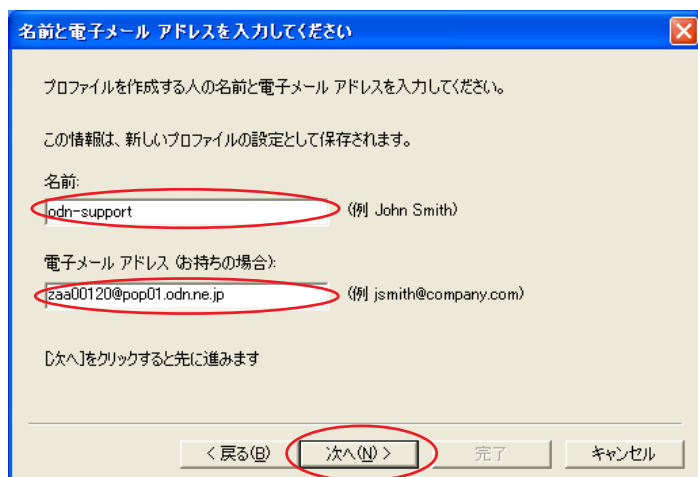 名前と電子メール アドレスを入力してください
プロファイルを作成する人の名前と電子メール アドレスを入力してください。
この情報は、新しいプロファイルの設定として保存されます。
名前:
odn-support (例 John Smith)
電子メール アドレス (お持ちの場合):
zaa00120@pop01.odn.ne.jp (例 jsmith@company.com)
[次へ]をクリックすると先に進みます
< 戻る(B) 次へ(N) > 完了 キャンセル